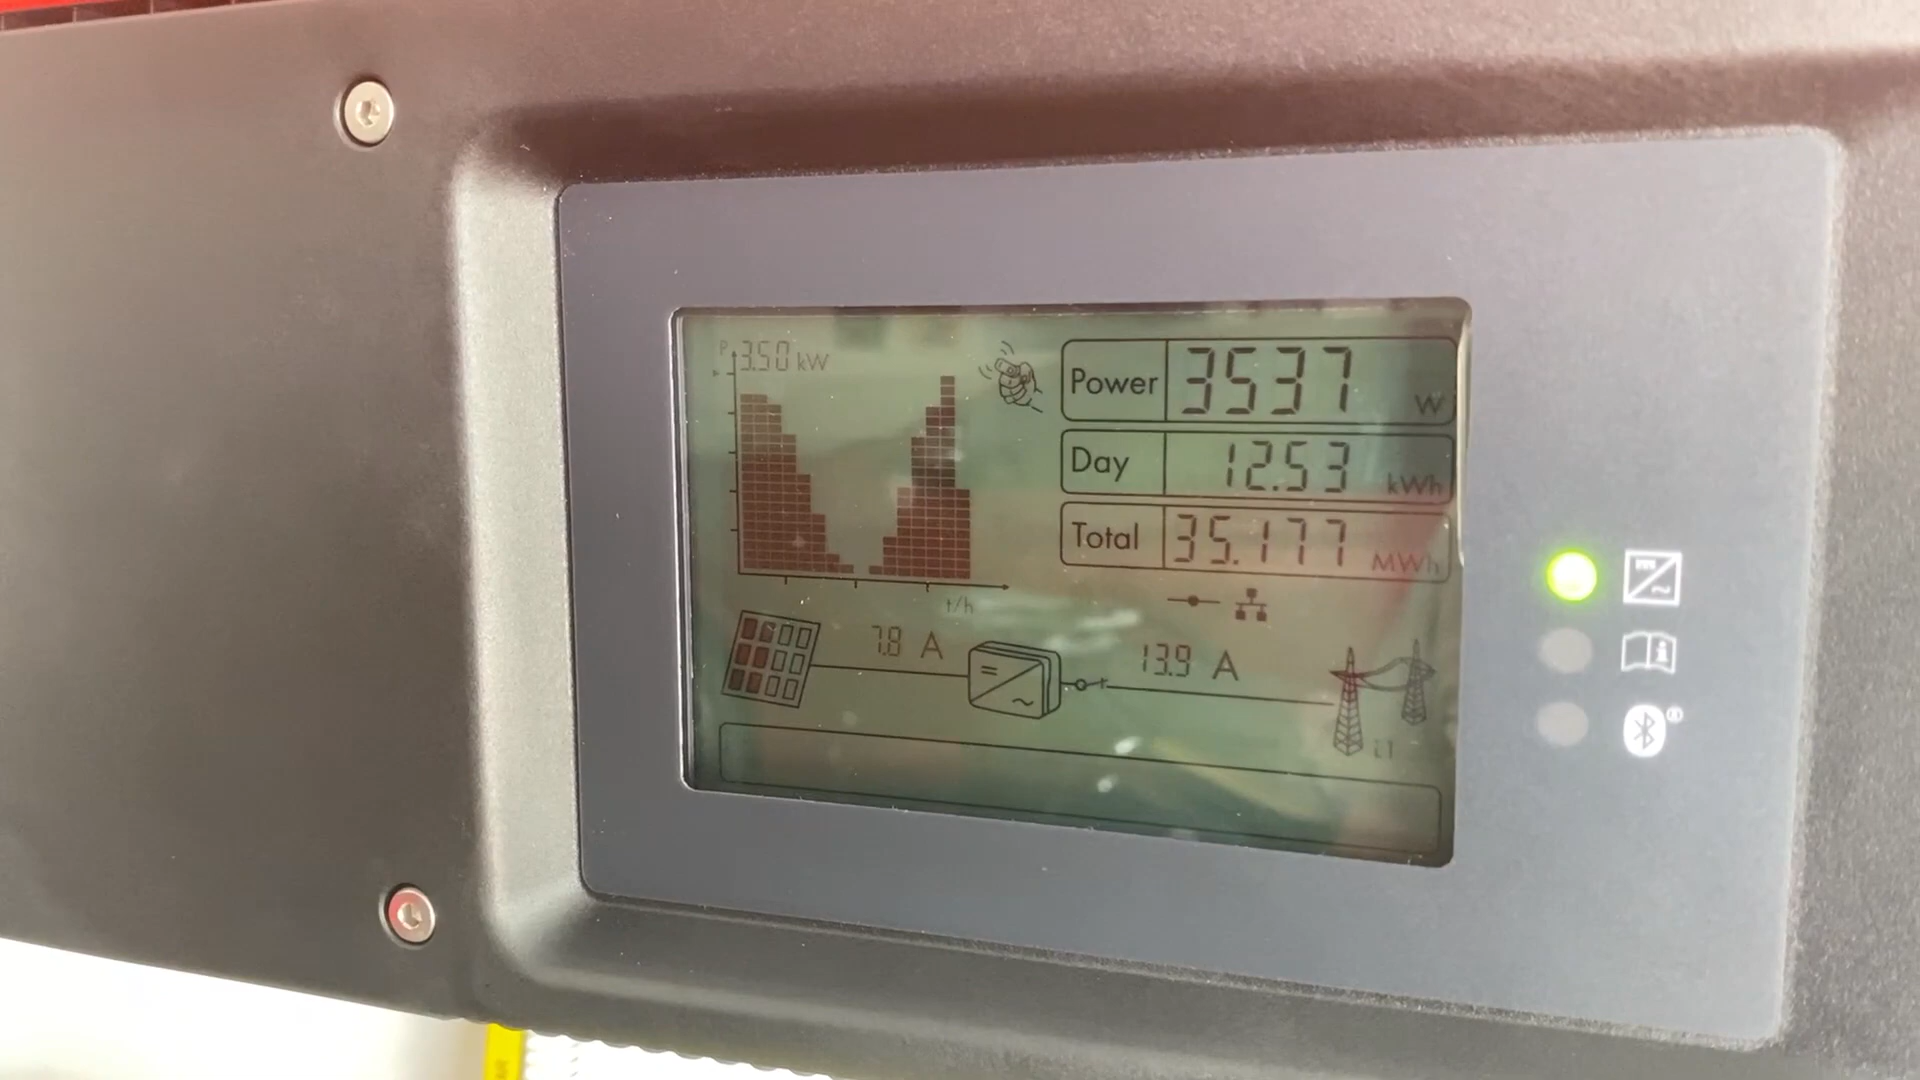 P
3.50 kW
Power 3537 W
Day 12.53 kWh
Total 35.177 MWh
t/h
7.8 A
13.9 A
L1